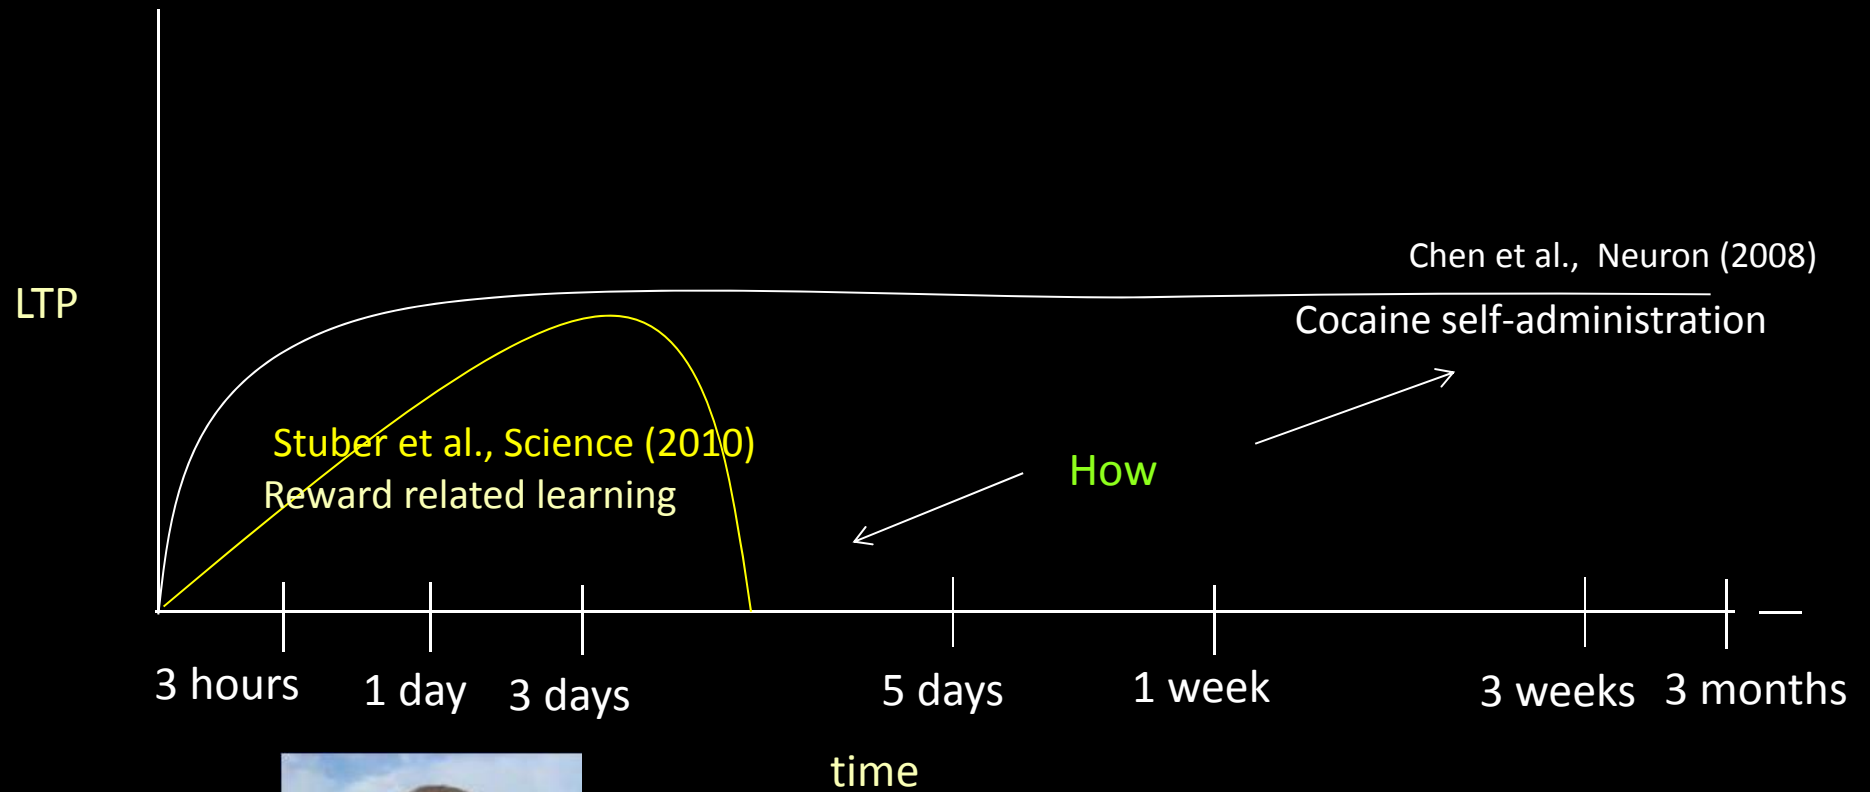 Chen et al., Neuron (2008)
LTP
Cocaine self-administration
Stuber et al., Science (2010)
Reward related learning
How
3 hours
1 day
3 days
5 days
1 week
3 weeks
3 months
time